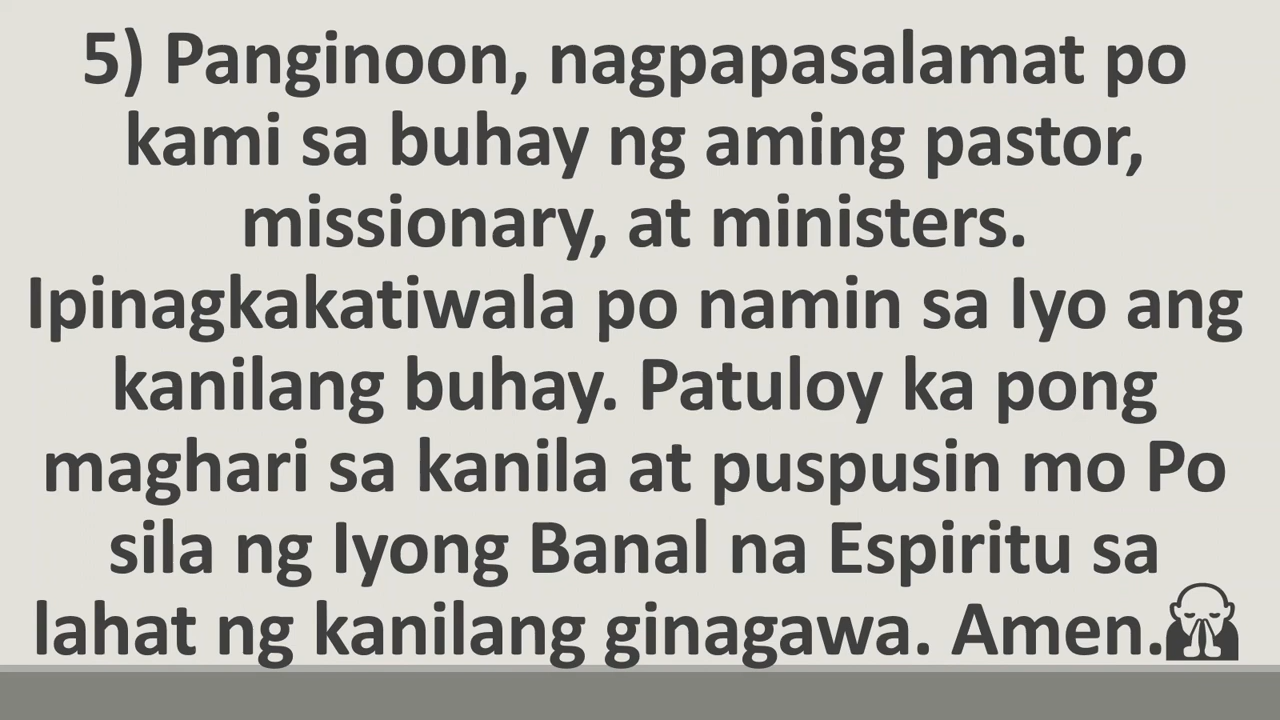 5) Panginoon, nagpapasalamat po
kami sa buhay ng aming pastor,
missionary, at ministers.
Ipinagkakatiwala po namin sa Iyo ang
kanilang buhay. Patuloy ka pong
maghari sa kanila at puspusin mo Po
sila ng Iyong Banal na Espiritu sa
lahat ng kanilang ginagawa. Amen.